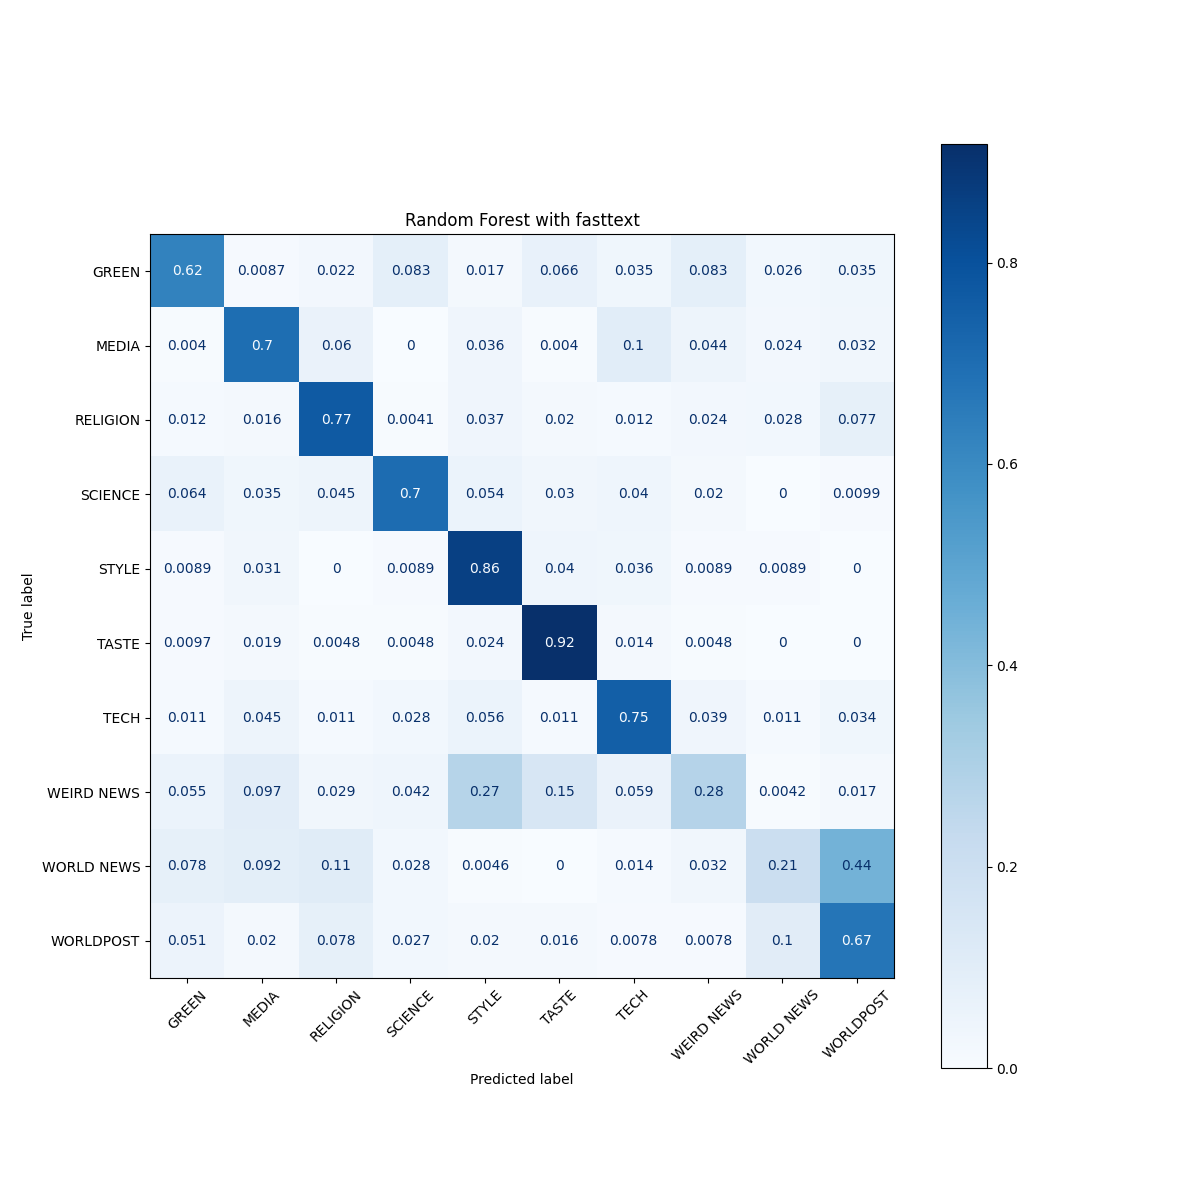 Random Forest with fasttext
GREEN 0.62 0.0087 0.022 0.083 0.017 0.066 0.035 0.083 0.026 0.035
MEDIA 0.004 0.7 0.06 0 0.036 0.004 0.1 0.044 0.024 0.032
RELIGION 0.012 0.016 0.77 0.0041 0.037 0.02 0.012 0.024 0.028 0.077
SCIENCE 0.064 0.035 0.045 0.7 0.054 0.03 0.04 0.02 0 0.0099
STYLE 0.0089 0.031 0 0.0089 0.86 0.04 0.036 0.0089 0.0089 0
TASTE 0.0097 0.019 0.0048 0.0048 0.024 0.92 0.014 0.0048 0 0
TECH 0.011 0.045 0.011 0.028 0.056 0.011 0.75 0.039 0.011 0.034
WEIRD NEWS 0.055 0.097 0.029 0.042 0.27 0.15 0.059 0.28 0.0042 0.017
WORLD NEWS 0.078 0.092 0.11 0.028 0.0046 0 0.014 0.032 0.21 0.44
WORLDPOST 0.051 0.02 0.078 0.027 0.02 0.016 0.0078 0.0078 0.1 0.67
GREEN MEDIA RELIGION SCIENCE STYLE TASTE TECH WEIRD NEWS WORLD NEWS WORLDPOST
Predicted label
True label
0.8
0.6
0.4
0.2
0.0